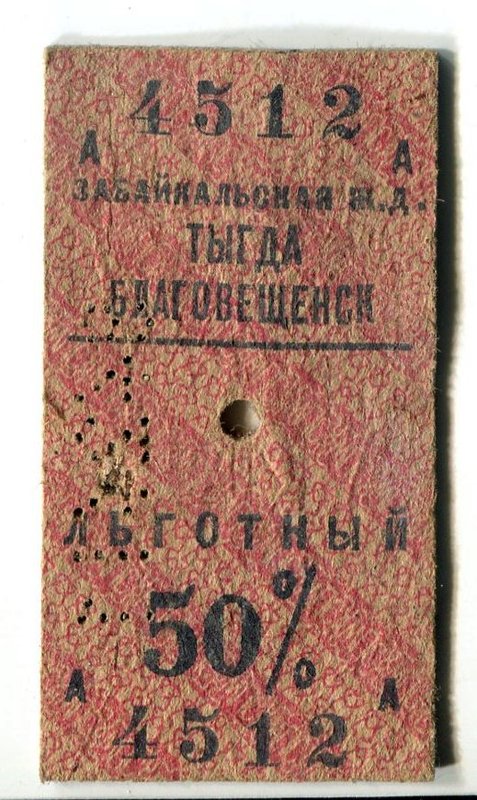 4512
А А
ЗАБАЙКАЛЬСКАЯ Ж.Д.
ТЫГДА
БЛАГОВЕЩЕНСК
ЛЬГОТНЫЙ
50%
А А
4512